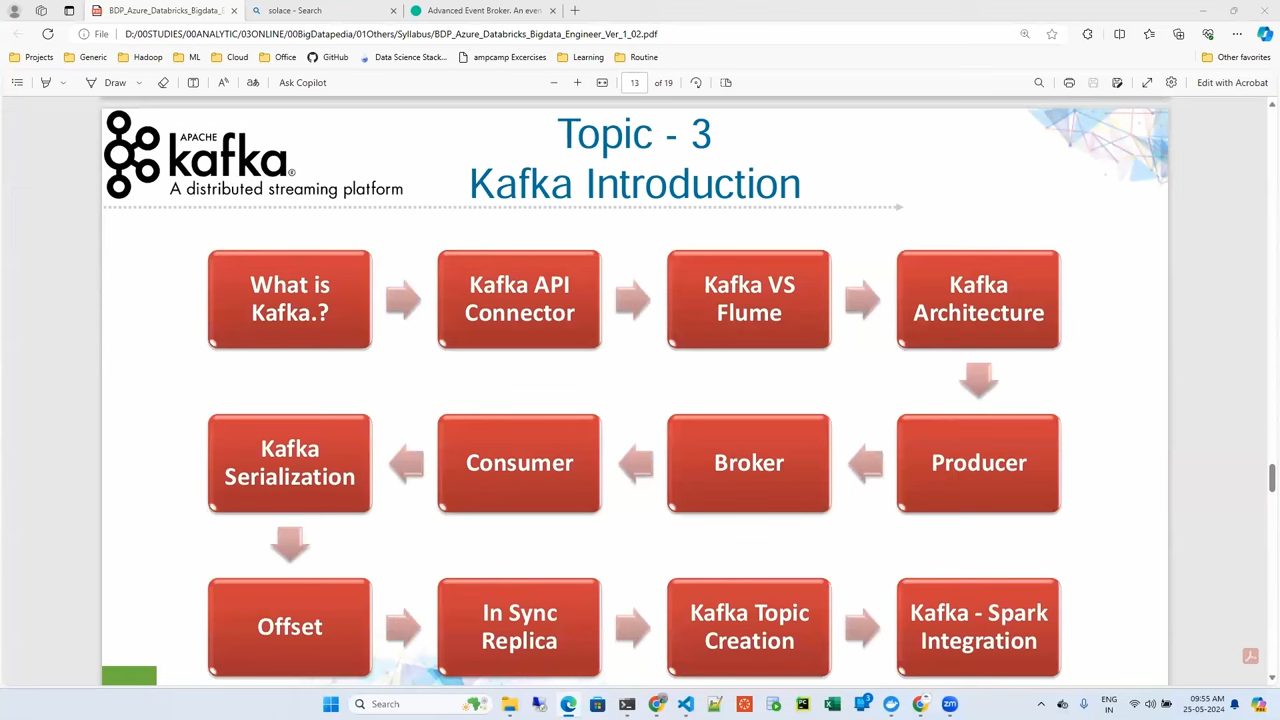 BDP_Azure_Databricks_Bigdata_E
solace - Search
Advanced Event Broker. An even
File
D:/00STUDIES/00ANALYTIC/03ONLINE/00BigDatapedia/01Others/Syllabus/BDP_Azure_Databricks_Bigdata_Engineer_Ver_1_02.pdf
Projects
Generic
Hadoop
ML
Cloud
Office
GitHub
Data Science Stack...
ampcamp Excercises
Learning
Routine
Other favorites
Draw
Ask Copilot
13
of 19
Edit with Acrobat
APACHE
kafka®
A distributed streaming platform
Topic - 3
Kafka Introduction
What is
Kafka.?
Kafka API
Connector
Kafka VS
Flume
Kafka
Architecture
Producer
Broker
Consumer
Kafka
Serialization
Offset
In Sync
Replica
Kafka Topic
Creation
Kafka - Spark
Integration
Search
ENG
IN
09:55 AM
25-05-2024